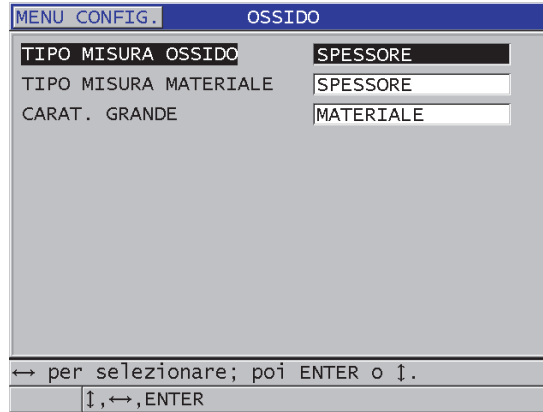 MENU CONFIG. OSSIDO
TIPO MISURA OSSIDO SPESSORE
TIPO MISURA MATERIALE SPESSORE
CARAT. GRANDE MATERIALE
↔ per selezionare; poi ENTER o ↕.
↕,↔,ENTER